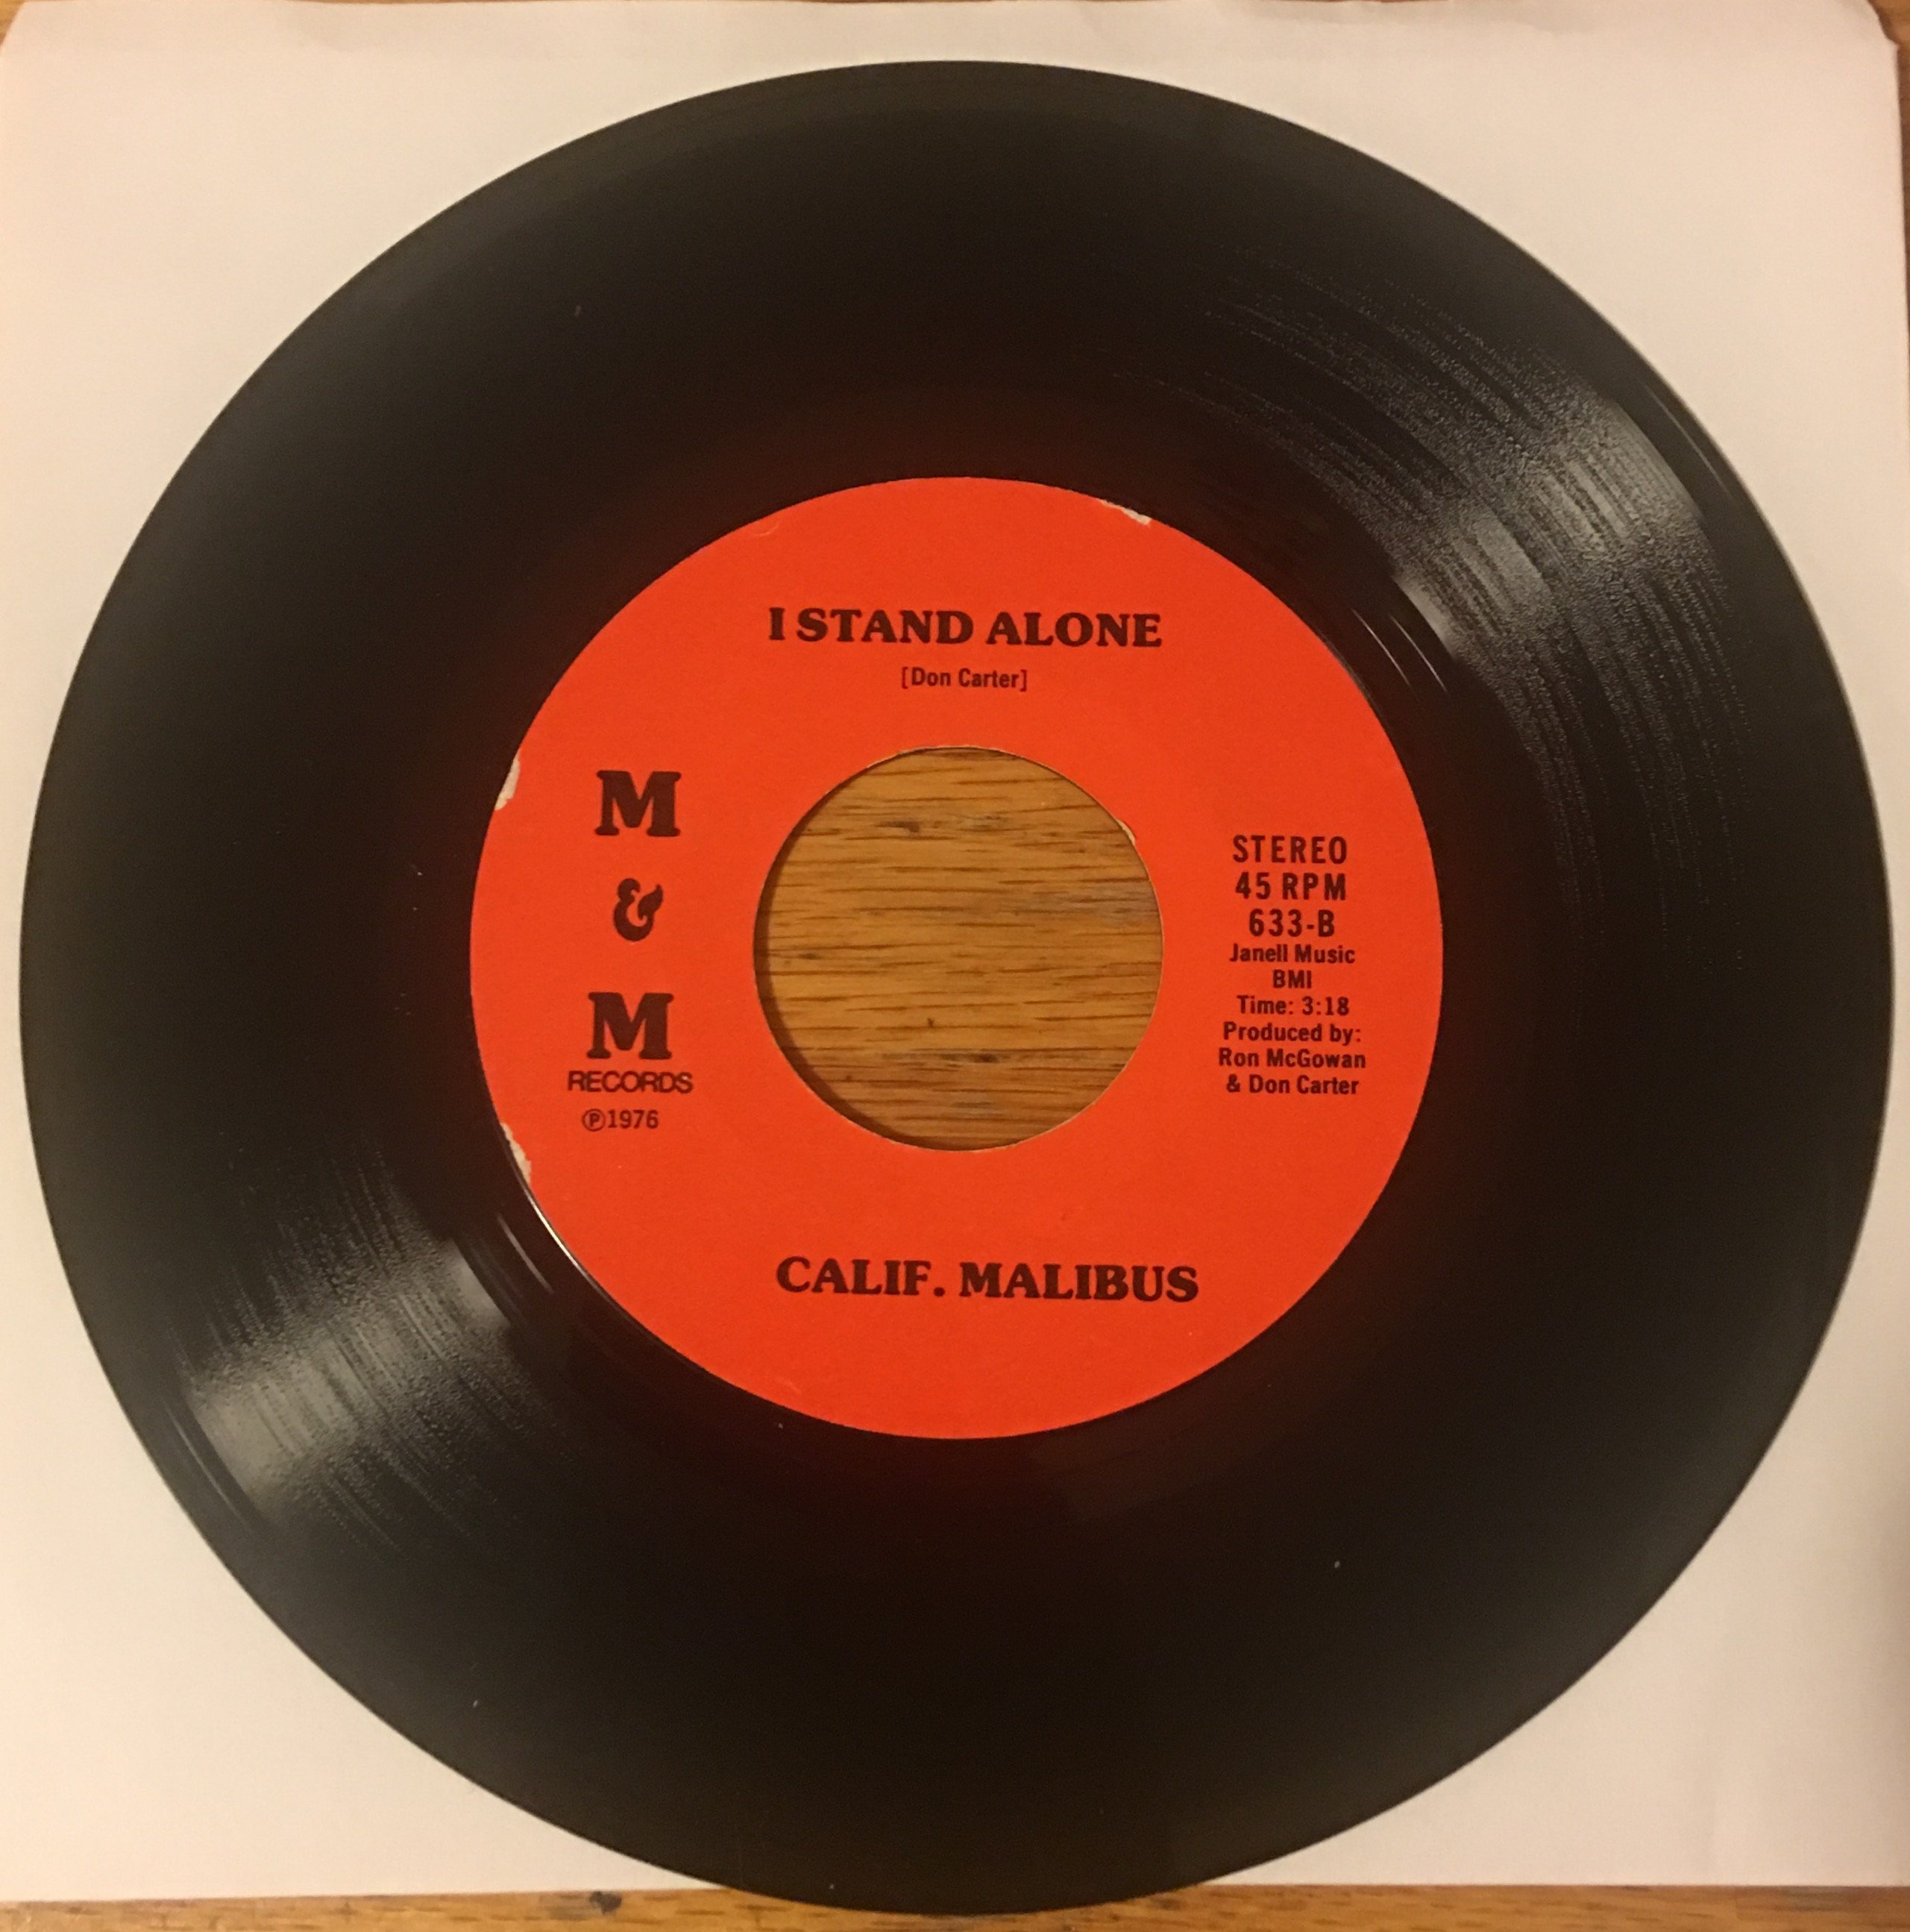 I STAND ALONE
[Don Carter]
M
&
M
RECORDS
℗1976
STEREO
45 RPM
633-B
Janell Music
BMI
Time: 3:18
Produced by:
Ron McGowan
& Don Carter
CALIF. MALIBUS